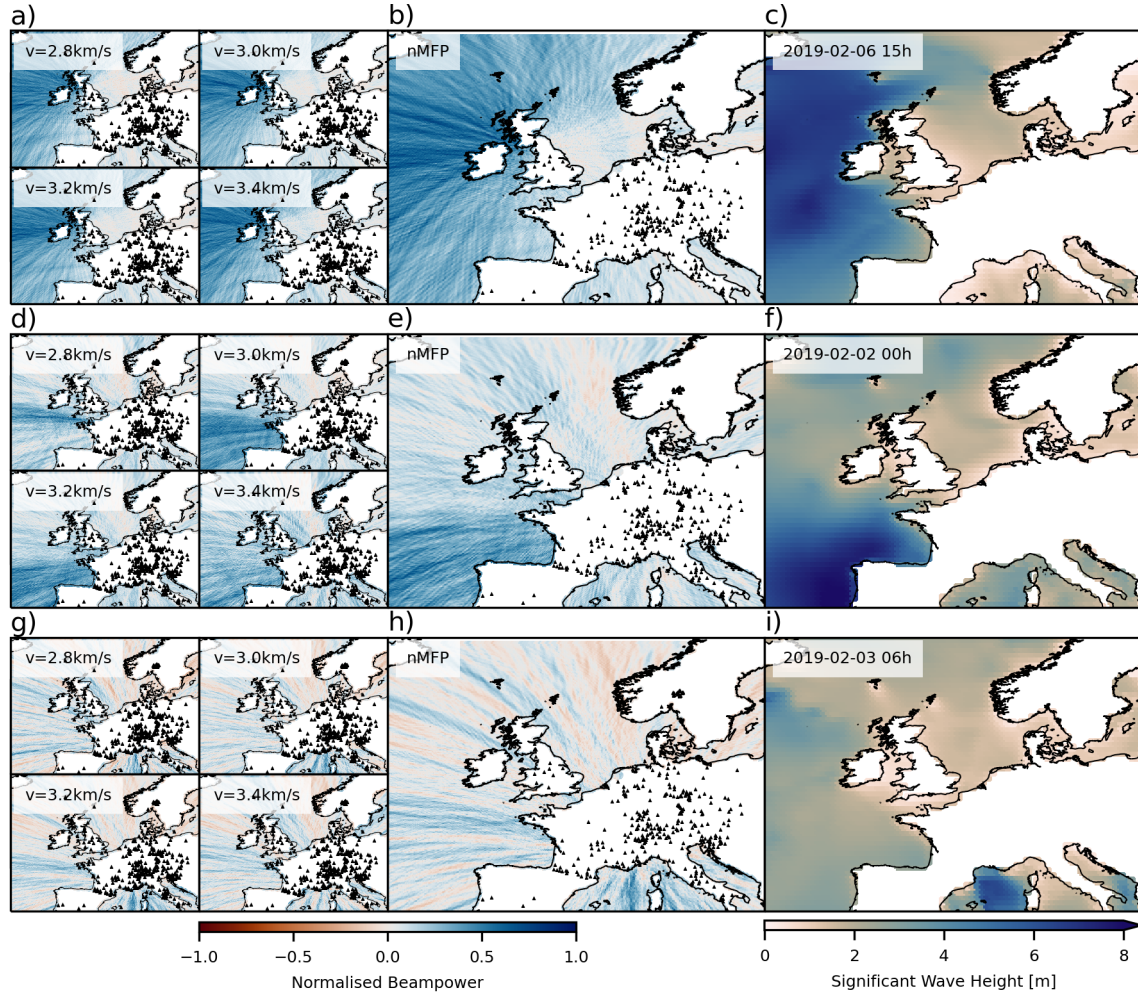 a)
b)
c)
v=2.8km/s
v=3.0km/s
nMFP
2019-02-06 15h
v=3.2km/s
v=3.4km/s
d)
e)
f)
v=2.8km/s
v=3.0km/s
nMFP
2019-02-02 00h
v=3.2km/s
v=3.4km/s
g)
h)
i)
v=2.8km/s
v=3.0km/s
nMFP
2019-02-03 06h
v=3.2km/s
v=3.4km/s
−1.0 −0.5 0.0 0.5 1.0
Normalised Beampower
0 2 4 6 8
Significant Wave Height [m]